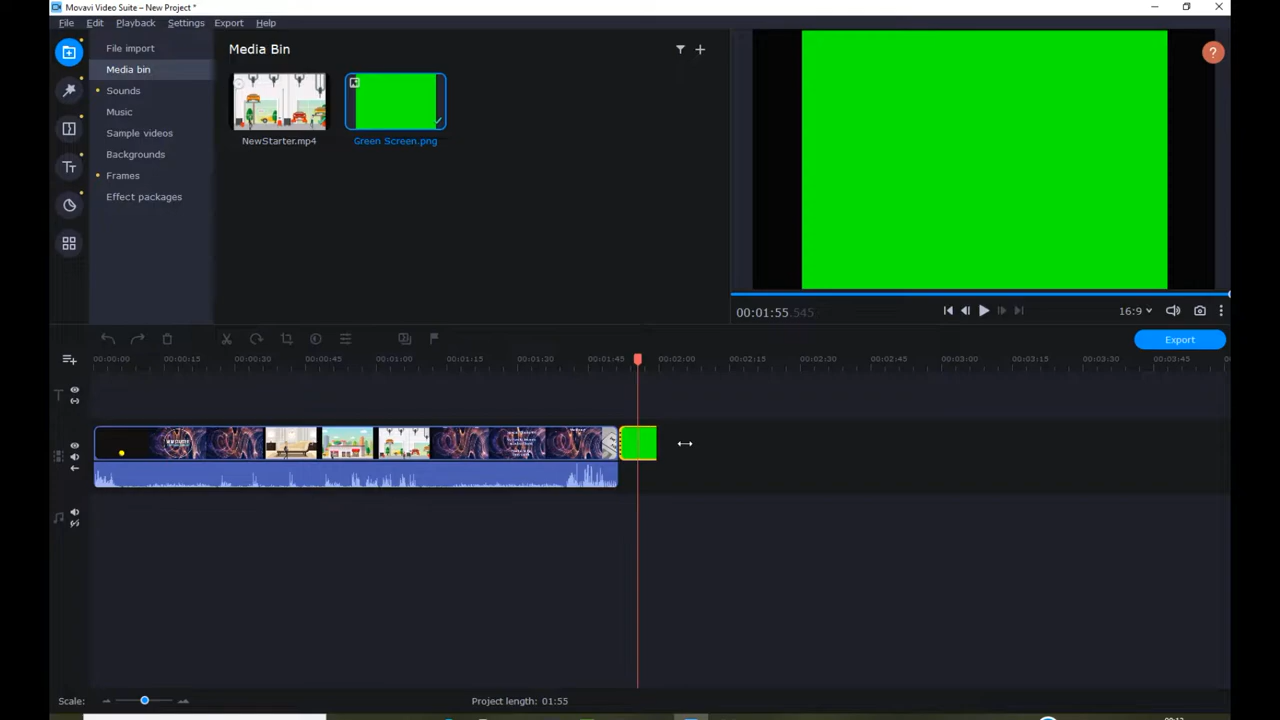 Movavi Video Suite – New Project *
File Edit Playback Settings Export Help
File import
Media bin
Sounds
Music
Sample videos
Backgrounds
Frames
Effect packages
Media Bin
NewStarter.mp4
Green Screen.png
?
00:01:55.545
16:9
Export
00:00:00 00:00:15 00:00:30 00:00:45 00:01:00 00:01:15 00:01:30 00:01:45 00:02:00 00:02:15 00:02:30 00:02:45 00:03:00 00:03:15 00:03:30 00:03:45
Scale:
Project length: 01:55